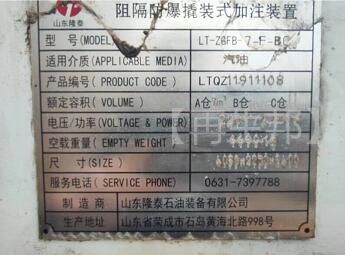 阻隔防爆撬装式加注装置
山东隆泰
型 号(MODEL)
适用介质(APPLICABLE MEDIA) 汽油
产品编号( PRODUCT CODE ) LTQZ11911108
额定容积( VOLUME ) A仓 B仓 C仓
电压/功率(VOLTAGE & POWER)
空载重量( EMPTY WEIGHT )
尺 寸(SIZE)
服务电话( SERVICE PHONE) 0631-7397788
制 造 商 山东隆泰石油装备有限公司
生产地址 山东省荣成市石岛黄海北路998号